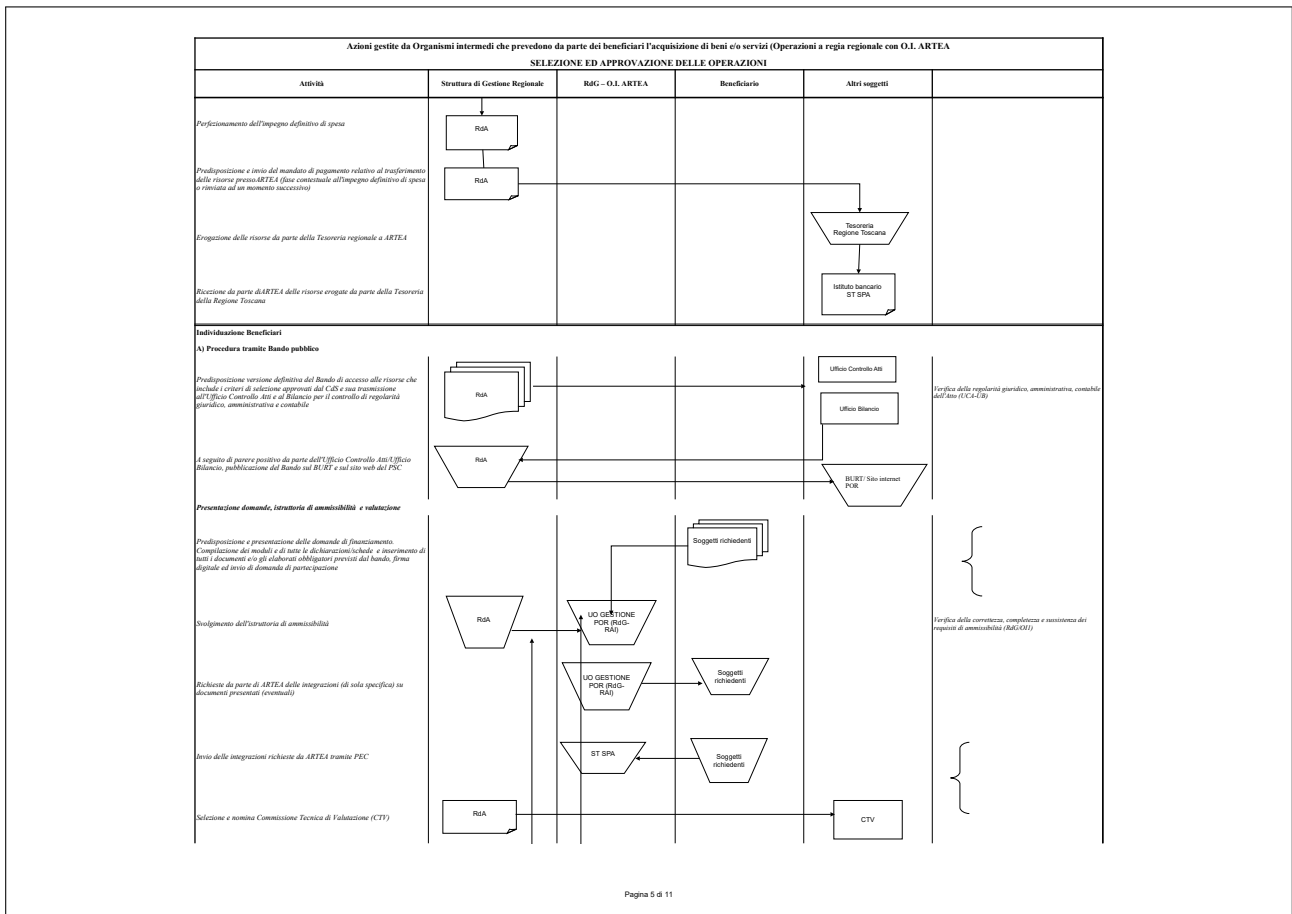 Azioni gestite da Organismi intermedi che prevedono da parte dei beneficiari l'acquisizione di beni e/o servizi (Operazioni a regia regionale con O.I. ARTEA
SELEZIONE ED APPROVAZIONE DELLE OPERAZIONI
Attività
Struttura di Gestione Regionale
RdG – O.I. ARTEA
Beneficiario
Altri soggetti
Perfezionamento dell'impegno definitivo di spesa
RdA
Predisposizione e invio del mandato di pagamento relativo al trasferimento
delle risorse pressoARTEA (fase contestuale all'impegno definitivo di spesa
o rinviata ad un momento successivo)
RdA
Erogazione delle risorse da parte della Tesoreria regionale a ARTEA
Tesoreria
Regione Toscana
Ricezione da parte diARTEA delle risorse erogate da parte della Tesoreria
della Regione Toscana
Istituto bancario
ST SPA
Individuazione Beneficiari
A) Procedura tramite Bando pubblico
Predisposizione versione definitiva del Bando di accesso alle risorse che
include i criteri di selezione approvati dal CdS e sua trasmissione
all'Ufficio Controllo Atti e al Bilancio per il controllo di regolarità
giuridico, amministrativa e contabile
RdA
Ufficio Controllo Atti
Ufficio Bilancio
Verifica della regolarità giuridico, amministrativa, contabile
dell'Atto (UCA-UB)
A seguito di parere positivo da parte dell'Ufficio Controllo Atti/Ufficio
Bilancio, pubblicazione del Bando sul BURT e sul sito web del PSC
RdA
BURT/ Sito internet
POR
Presentazione domande, istruttoria di ammissibilità e valutazione
Predisposizione e presentazione delle domande di finanziamento.
Compilazione dei moduli e di tutte le dichiarazioni/schede e inserimento di
tutti i documenti e/o gli elaborati obbligatori previsti dal bando, firma
digitale ed invio di domanda di partecipazione
Soggetti richiedenti
Svolgimento dell'istruttoria di ammissibilità
RdA
UO GESTIONE
POR (RdG-
RAI)
Verifica della correttezza, completezza e sussistenza dei
requisiti di ammissibilità (RdG/OI1)
Richieste da parte di ARTEA delle integrazioni (di sola specifica) su
documenti presentati (eventuali)
UO GESTIONE
POR (RdG-
RAI)
Soggetti
richiedenti
Invio delle integrazioni richieste da ARTEA tramite PEC
ST SPA
Soggetti
richiedenti
Selezione e nomina Commissione Tecnica di Valutazione (CTV)
RdA
CTV
Pagina 5 di 11